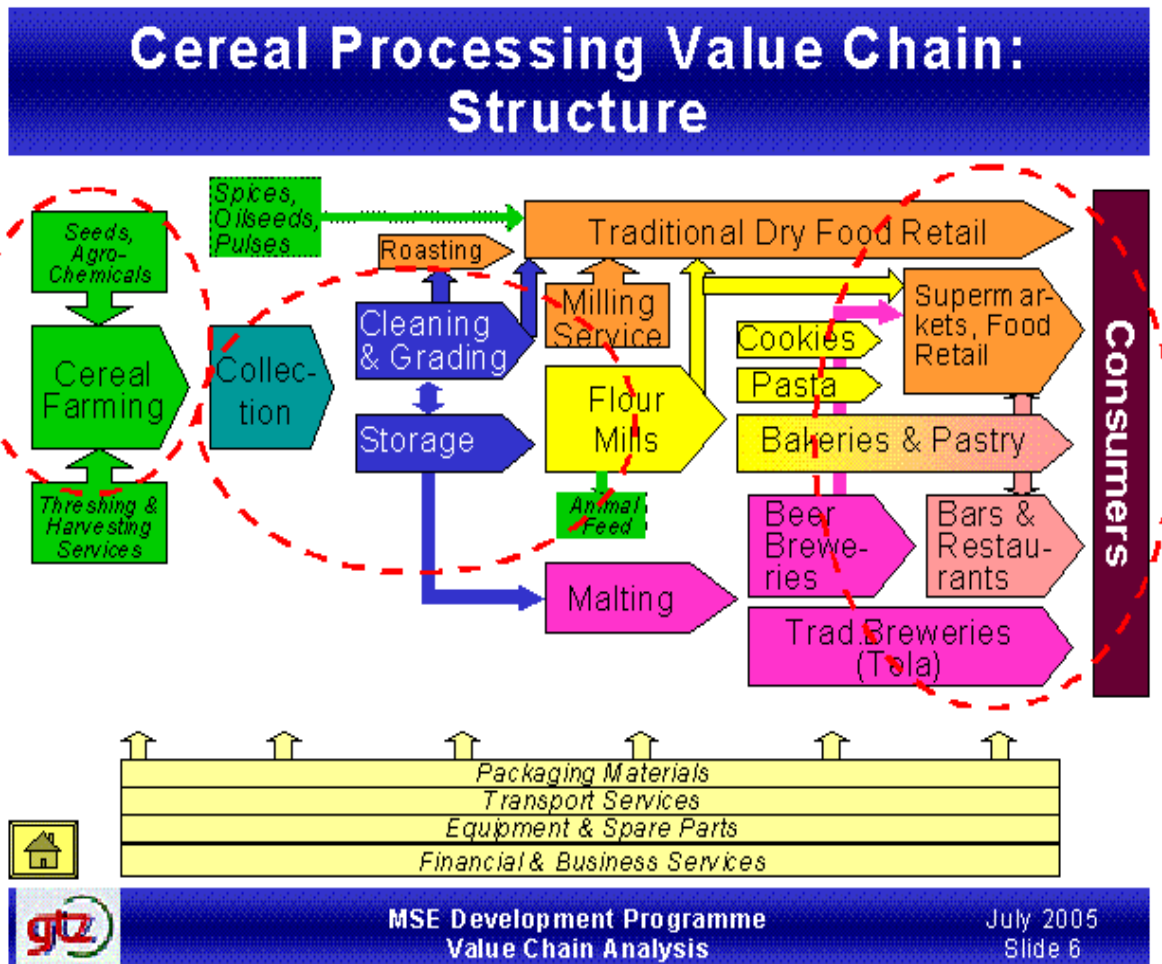 Cereal Processing Value Chain:
Structure
Seeds,
Agro-
Chemicals
Cereal
Farming
Threshing &
Harvesting
Services
Spices,
Oilseeds,
Pulses
Collec-
tion
Roasting
Cleaning
& Grading
Storage
Traditional Dry Food Retail
Milling
Service
Flour
Mills
Animal
Feed
Malting
Cookies
Pasta
Bakeries & Pastry
Beer
Brewe-
ries
Trad.Breweries
(Tela)
Supermar-
kets, Food
Retail
Bars &
Restau-
rants
Consumers
Packaging Materials
Transport Services
Equipment & Spare Parts
Financial & Business Services
gtz
MSE Development Programme
Value Chain Analysis
July 2005
Slide 6